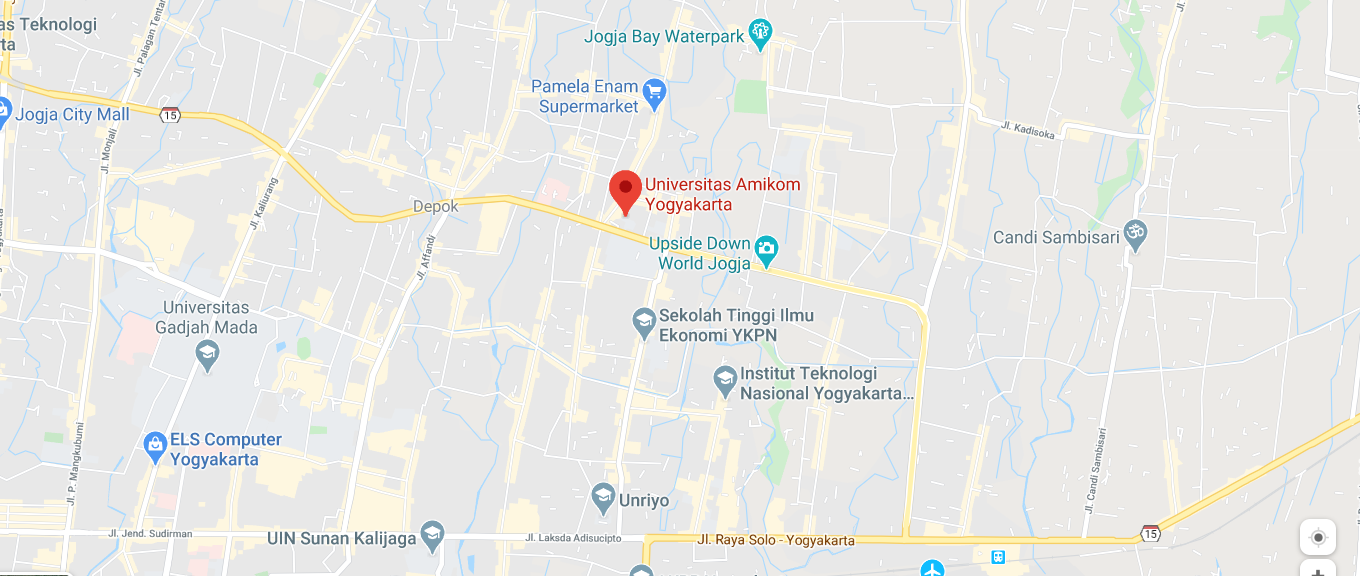 as Teknologi
ta
Jl. Palagan Tentar
Jogja Bay Waterpark
Jl.
Pamela Enam
Supermarket
Jogja City Mall
15
Jl. Monjali
Jl. Kadisoka
Jl. Kaliurang
Universitas Amikom
Yogyakarta
Depok
Jl. Affandi
Upside Down
World Jogja
Candi Sambisari
Universitas
Gadjah Mada
Sekolah Tinggi Ilmu
Ekonomi YKPN
Institut Teknologi
Nasional Yogyakarta...
ELS Computer
Yogyakarta
Jl. P. Mangkubumi
Jl. Candi Sambisari
Unriyo
Jl. Jend. Sudirman
UIN Sunan Kalijaga
Jl. Laksda Adisucipto
Jl. Raya Solo - Yogyakarta
15